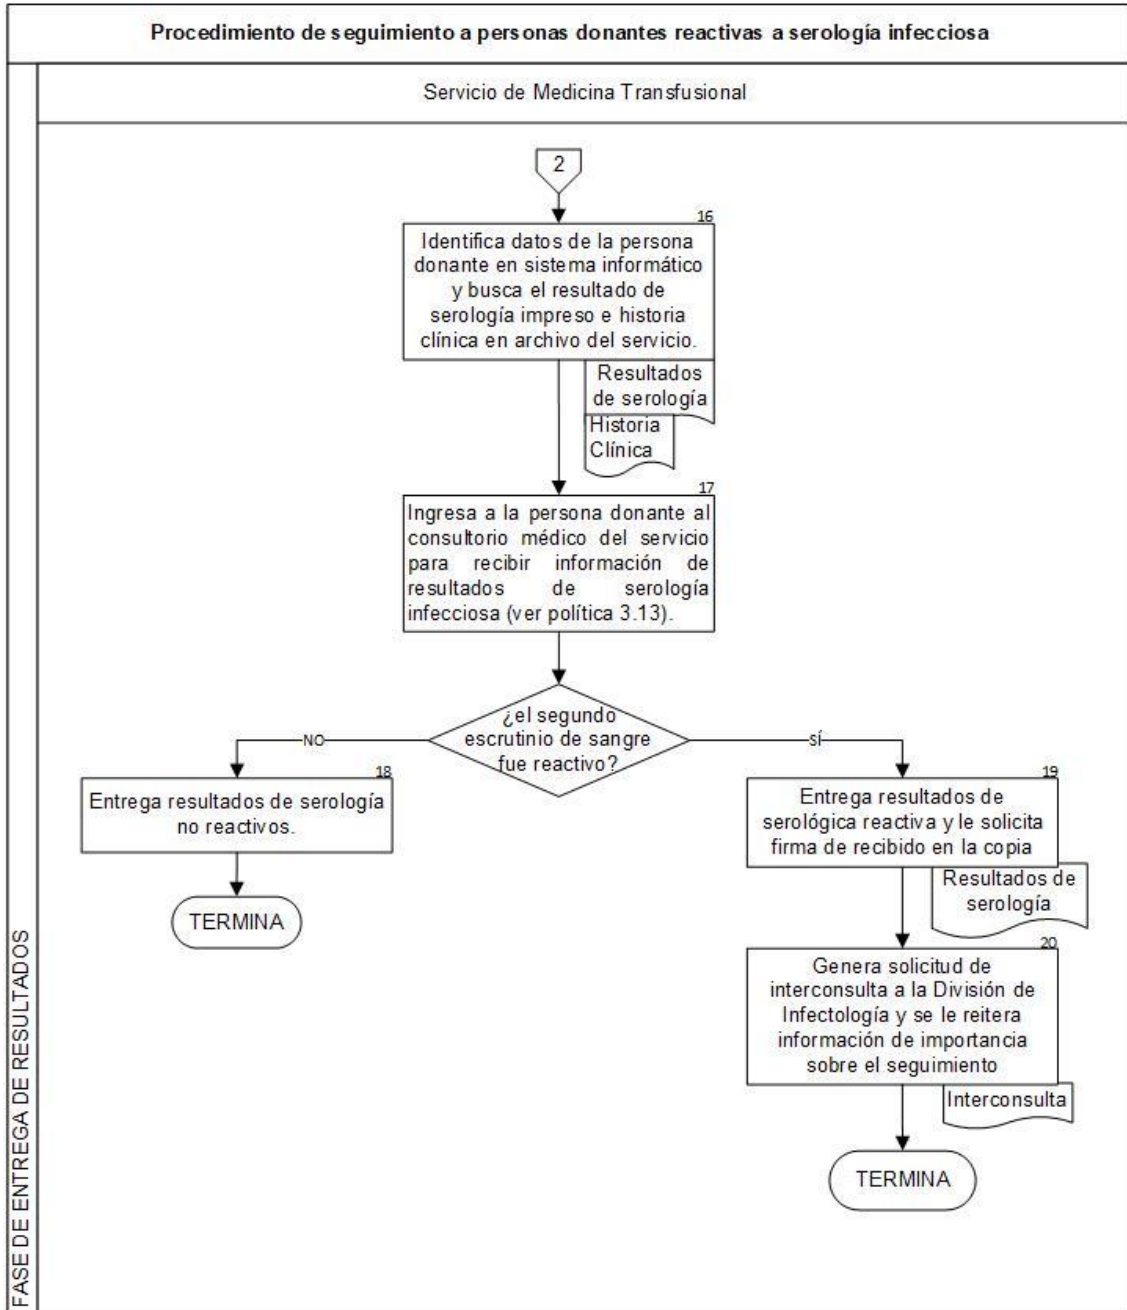 Procedimiento de seguimiento a personas donantes reactivas a serología infecciosa
Servicio de Medicina Transfusional
FASE DE ENTREGA DE RESULTADOS
2
16
Identifica datos de la persona
donante en sistema informático
y busca el resultado de
serología impreso e historia
clínica en archivo del servicio.
Resultados
de serología
Historia
Clínica
17
Ingresa a la persona donante al
consultorio médico del servicio
para recibir información de
resultados de serología
infecciosa (ver política 3.13).
¿el segundo
escrutinio de sangre
fue reactivo?
NO
SÍ
18
Entrega resultados de serología
no reactivos.
TERMINA
19
Entrega resultados de
serológica reactiva y le solicita
firma de recibido en la copia
Resultados de
serología
20
Genera solicitud de
interconsulta a la División de
Infectología y se le reitera
información de importancia
sobre el seguimiento
Interconsulta
TERMINA